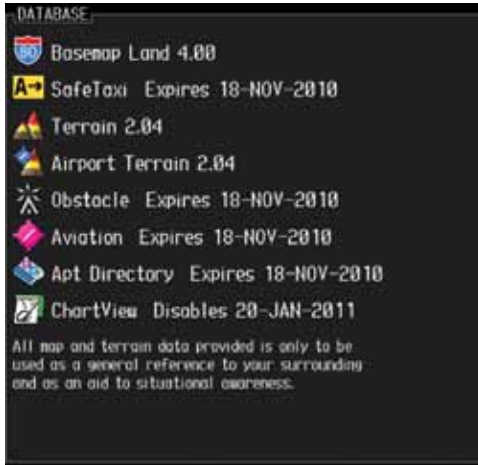 DATABASE
80 Basemap Land 4.00
A→ SafeTaxi Expires 18-NOV-2010
Terrain 2.04
Airport Terrain 2.04
Obstacle Expires 18-NOV-2010
Aviation Expires 18-NOV-2010
Apt Directory Expires 18-NOV-2010
ChartView Disables 20-JAN-2011
All map and terrain data provided is only to be
used as a general reference to your surrounding
and as an aid to situational awareness.